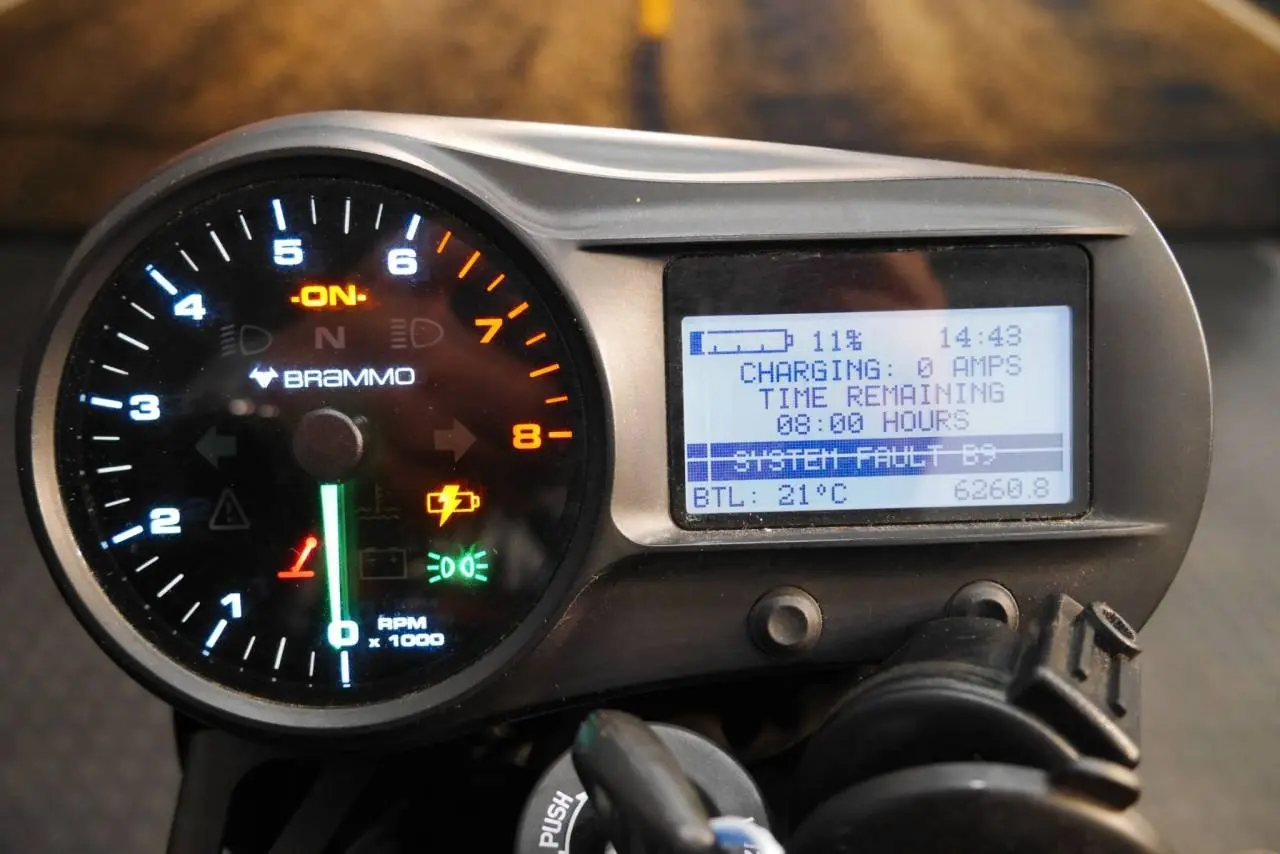 5
6
-ON-
4
7
N
BRAMMO
3
8
2
1
0
RPM
x 1000
11% 14:43
CHARGING: 0 AMPS
TIME REMAINING
08:00 HOURS
SYSTEM FAULT B9
BTL: 21°C 6260.8
PUSH